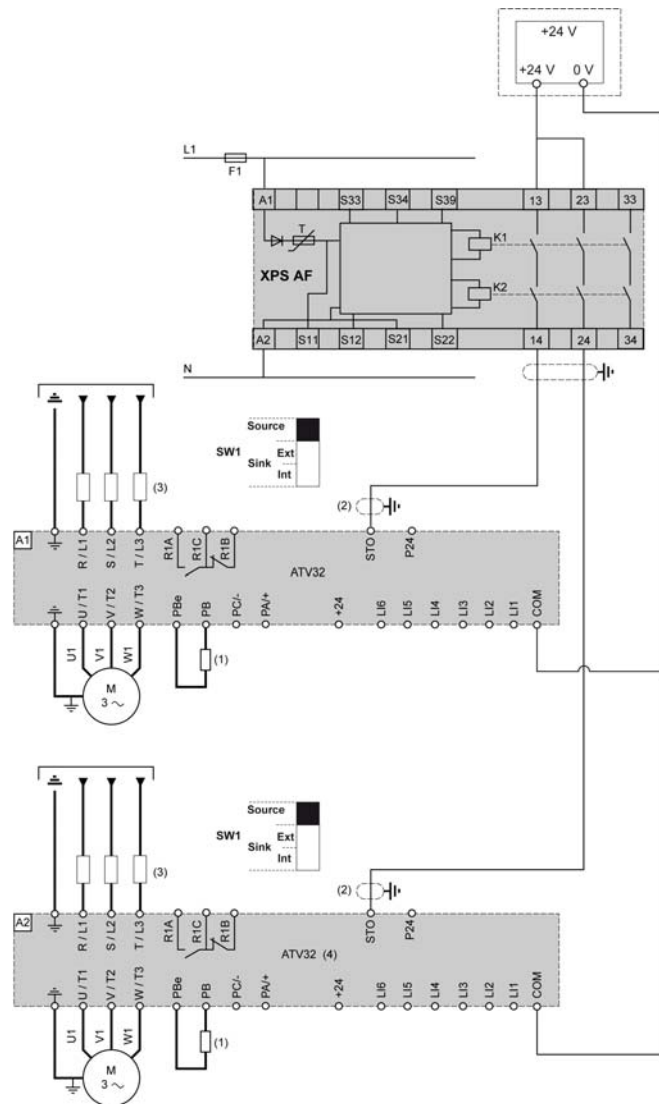 +24 V
+24 V 0 V
L1
F1
A1 S33 S34 S39 13 23 33
T
K1
XPS AF
K2
A2 S11 S12 S21 S22 14 24 34
N
Source
SW1 Ext
Sink
Int
(3)
(2)
A1
R / L1 S / L2 T / L3 R1A R1C R1B STO P24
ATV32
U / T1 V / T2 W / T3 PBe PB PC/- PA/+ +24 LI6 LI5 LI4 LI3 LI2 LI1 COM
U1 V1 W1
(1)
M
3 ~
Source
SW1 Ext
Sink
Int
(3)
(2)
A2
R / L1 S / L2 T / L3 R1A R1C R1B STO P24
ATV32 (4)
U / T1 V / T2 W / T3 PBe PB PC/- PA/+ +24 LI6 LI5 LI4 LI3 LI2 LI1 COM
U1 V1 W1
(1)
M
3 ~